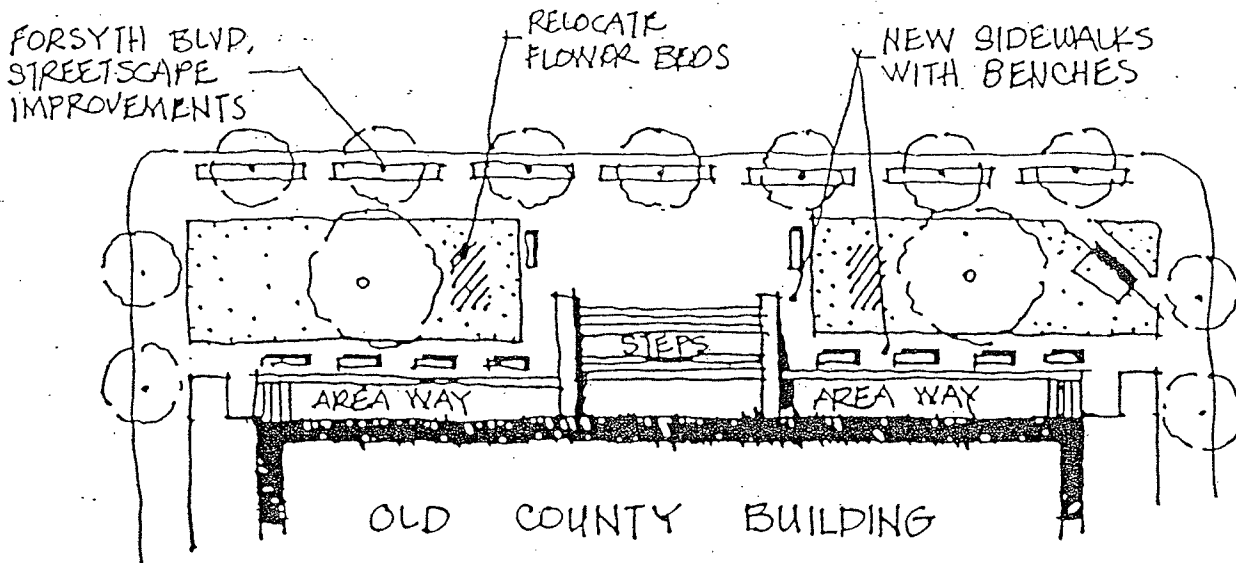 FORSYTH BLVD.
STREETSCAPE
IMPROVEMENTS
RELOCATE
FLOWER BEDS
NEW SIDEWALKS
WITH BENCHES
STEPS
AREA WAY
AREA WAY
OLD COUNTY BUILDING